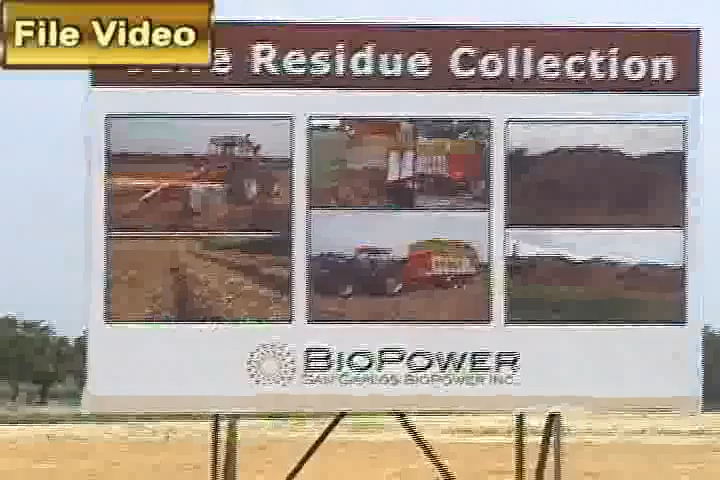 File Video
Residue Collection
BIOPOWER
SAN CARLOS BIOPOWER INC.